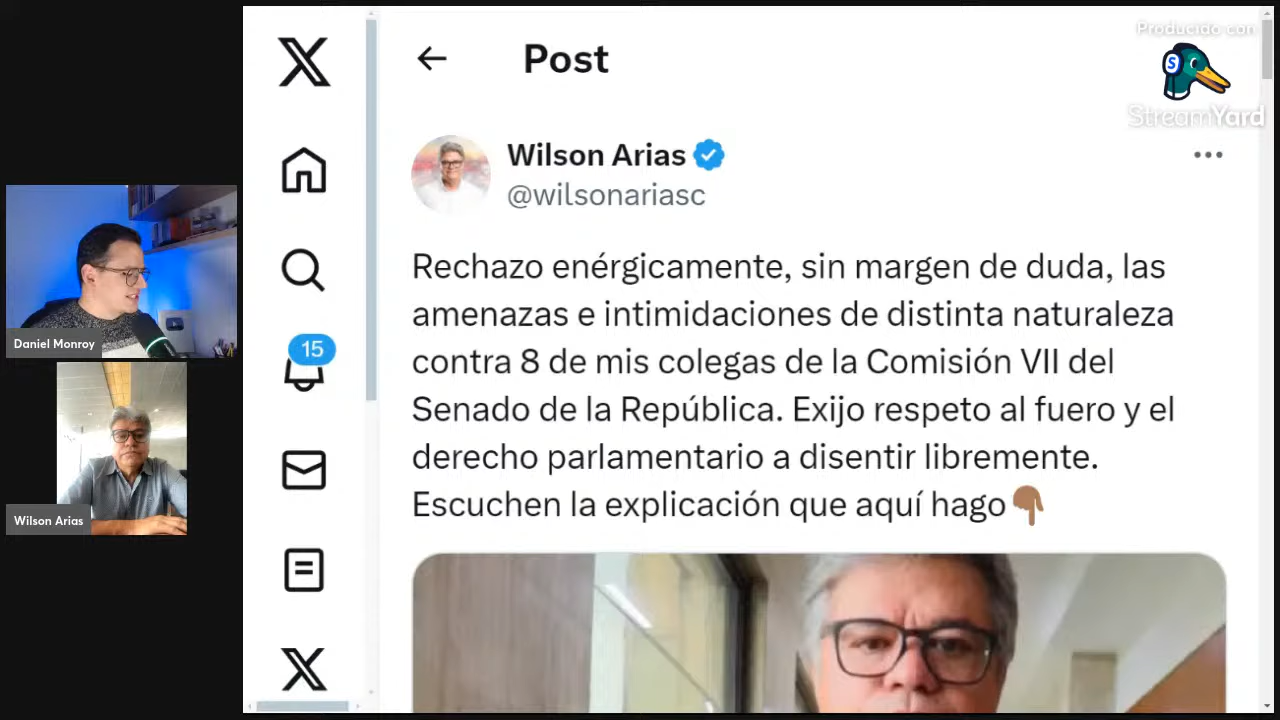 Post
Producido con
StreamYard
Wilson Arias
@wilsonariasc
Rechazo enérgicamente, sin margen de duda, las
amenazas e intimidaciones de distinta naturaleza
contra 8 de mis colegas de la Comisión VII del
Senado de la República. Exijo respeto al fuero y el
derecho parlamentario a disentir libremente.
Escuchen la explicación que aquí hago
15
Daniel Monroy
Wilson Arias